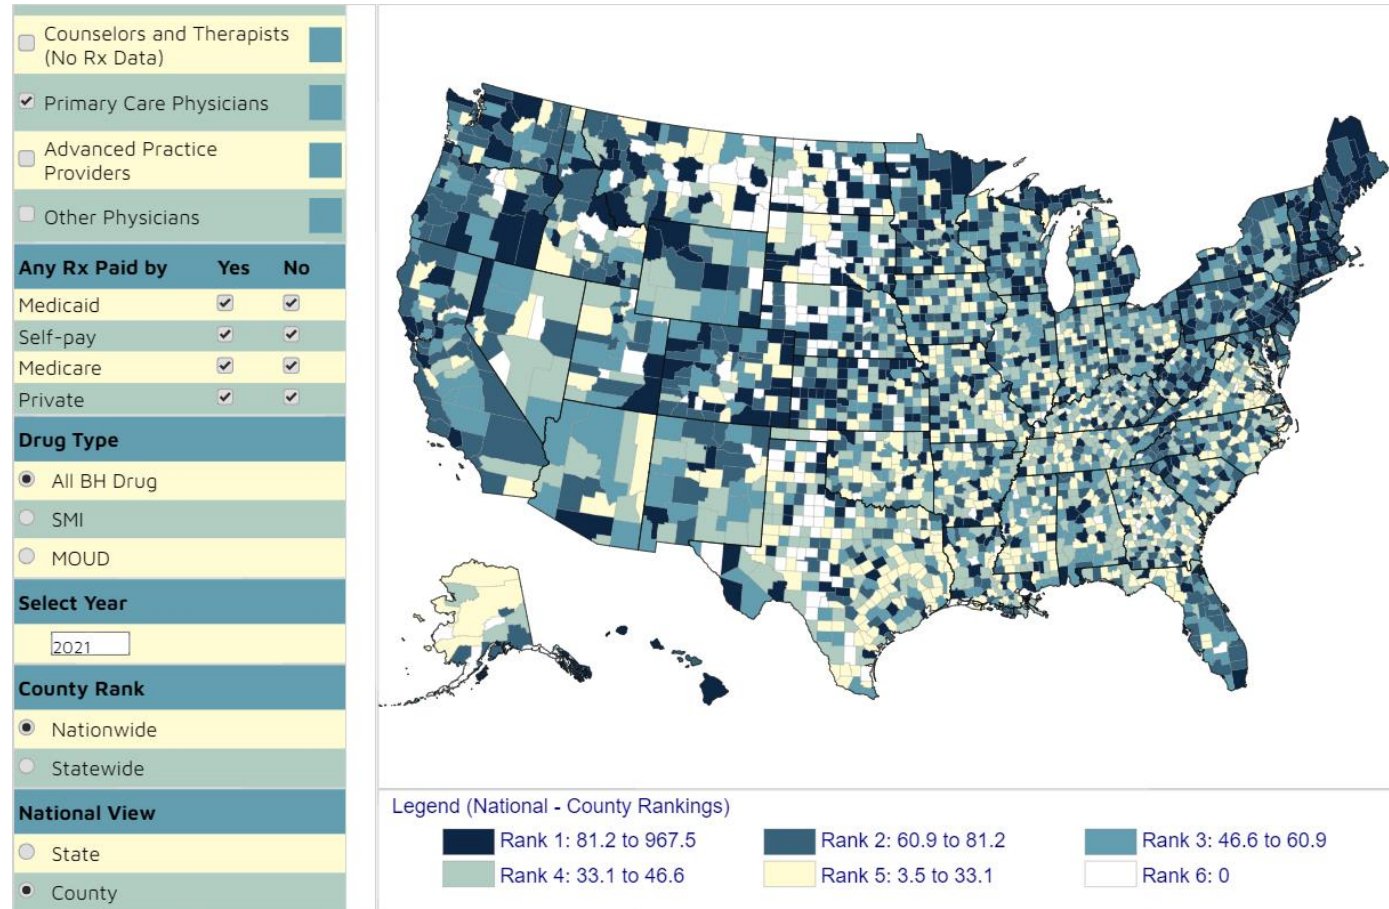 Counselors and Therapists
(No Rx Data)
Primary Care Physicians
Advanced Practice
Providers
Other Physicians
Any Rx Paid by Yes No
Medicaid
Self-pay
Medicare
Private
Drug Type
All BH Drug
SMI
MOUD
Select Year
2021
County Rank
Nationwide
Statewide
National View
State
County
Legend (National - County Rankings)
Rank 1: 81.2 to 967.5 Rank 2: 60.9 to 81.2 Rank 3: 46.6 to 60.9
Rank 4: 33.1 to 46.6 Rank 5: 3.5 to 33.1 Rank 6: 0